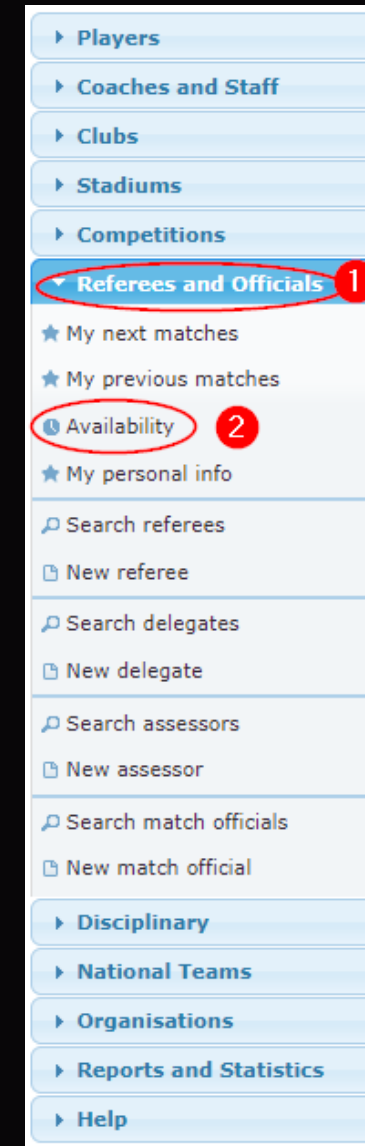 Players
Coaches and Staff
Clubs
Stadiums
Competitions
Referees and Officials 1
My next matches
My previous matches
Availability 2
My personal info
Search referees
New referee
Search delegates
New delegate
Search assessors
New assessor
Search match officials
New match official
Disciplinary
National Teams
Organisations
Reports and Statistics
Help